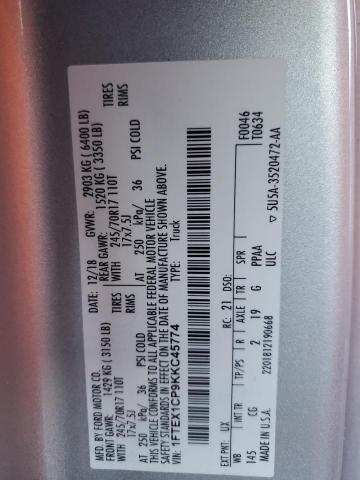 MFD. BY FORD MOTOR CO.
DATE: 12/18 GVWR: 2903 KG ( 6400 LB)
FRONT GAWR: 1429 KG ( 3150 LB) REAR GAWR: 1520 KG ( 3350 LB)
245/70R17 110T TIRES WITH 245/70R17 110T TIRES
17x7.5J RIMS 17x7.5J RIMS
AT 250 kPa/ 36 PSI COLD AT 250 kPa/ 36 PSI COLD
THIS VEHICLE CONFORMS TO ALL APPLICABLE FEDERAL MOTOR VEHICLE
SAFETY STANDARDS IN EFFECT ON THE DATE OF MANUFACTURE SHOWN ABOVE.
VIN: 1FTEX1CP9KKC45774
TYPE: Truck
F0046
T0634
EXT PNT: UX RC: 21 DSO:
WB INT TR TP/PS R AXLE TR SPR
145 CG 2 19 G PPAA
ULC
2201812190668
5U5A-3520472-AA